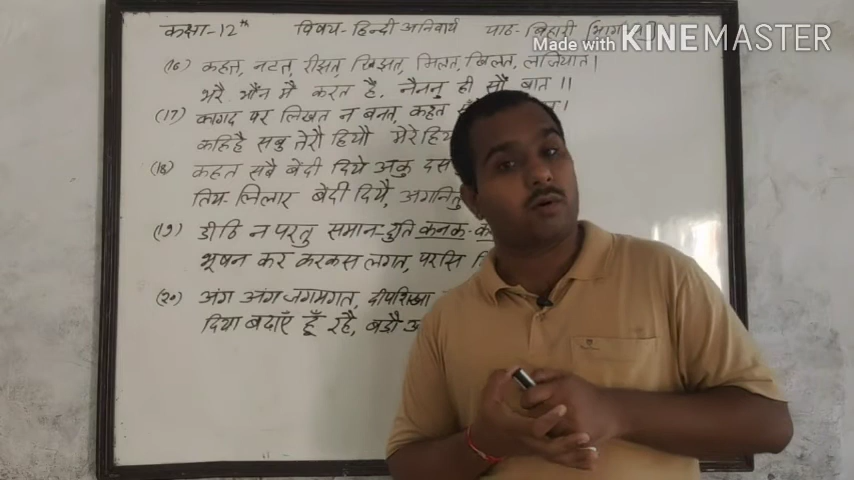 कक्षा-12th विषय-हिन्दी अनिवार्य पाठ-बिहारी
Made with KINEMASTER
(16) कहत, नटत, रीझत, खिझत, मिलत, खिलत, लजियात।
भरै भौन मै करत है, नैननु ही सौं बात॥
(17) कागद पर लिखत न बनत, कहत
कहिहै सबु तेरौ हियौ मेरे हिय
(18) कहत सबै बेंदी दिये अकु दस
तिय-लिलार बेदी दियै, अगनितु
(19) डीठि न परतु समान-दुति कनक-क
भूषन कर करकस लगत, परसि
(20) अंग अंग जगमगत, दीपशिखा
दिया बढाएँ हूँ रहै, बडौ